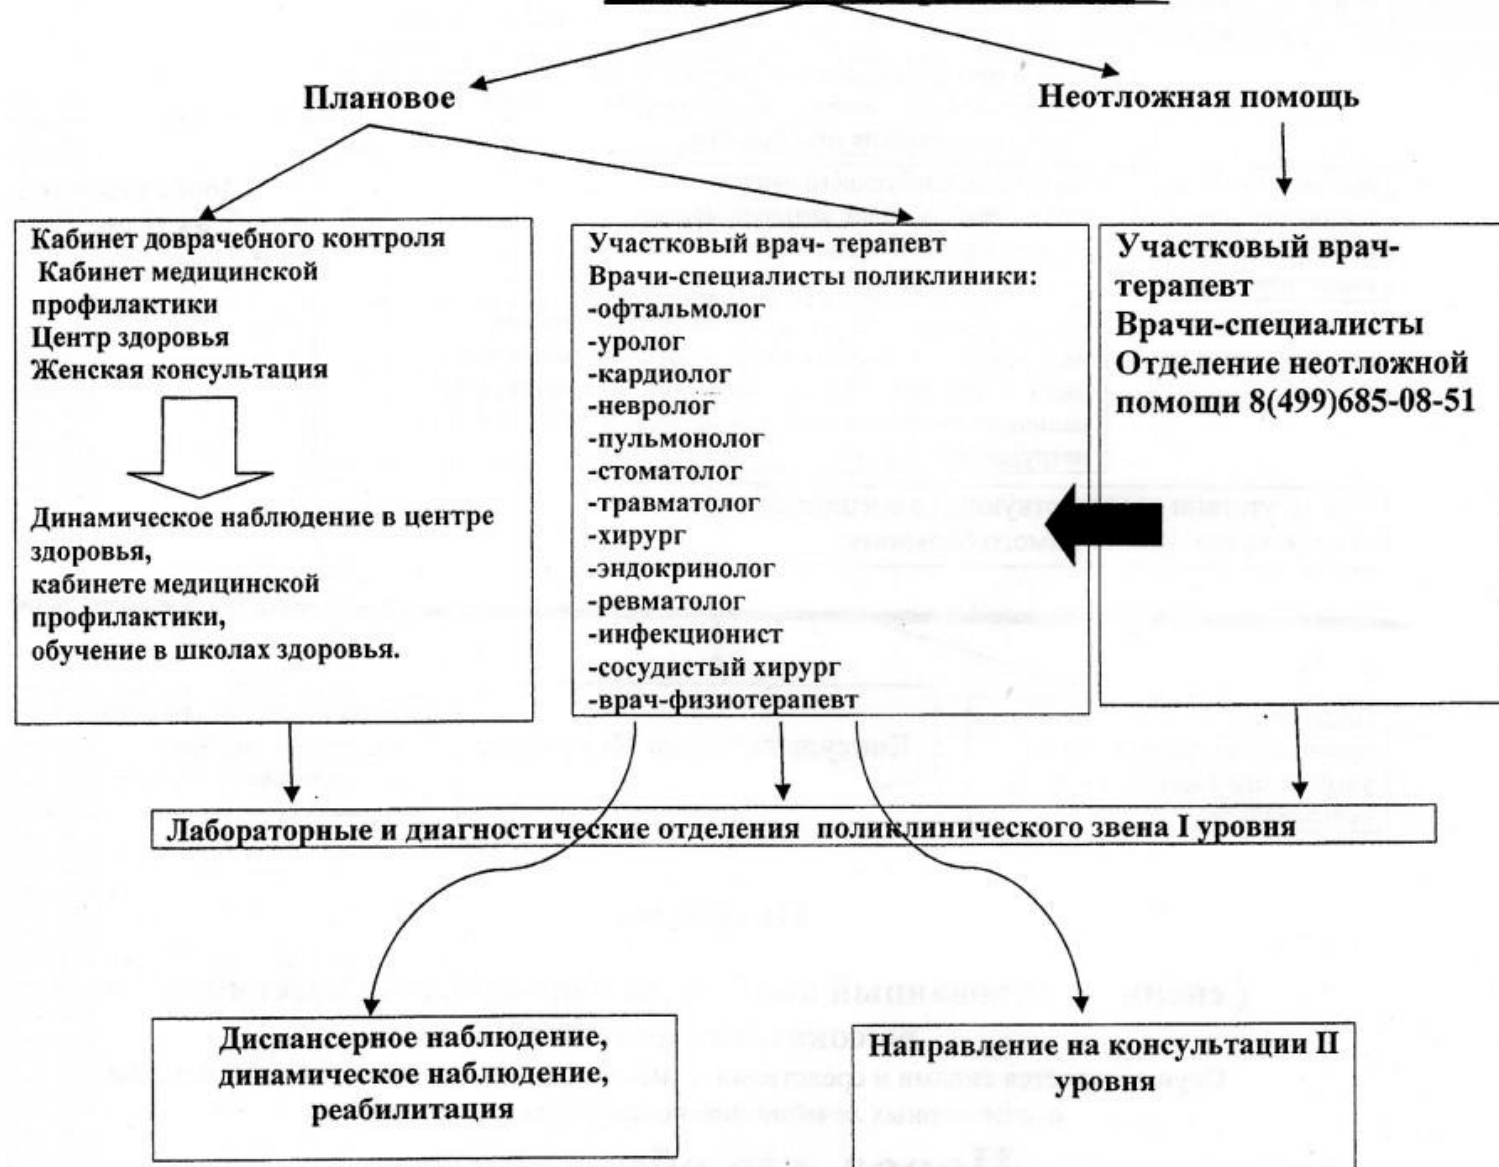 Плановое
Неотложная помощь
Кабинет доврачебного контроля
Кабинет медицинской
профилактики
Центр здоровья
Женская консультация
Динамическое наблюдение в центре
здоровья,
кабинете медицинской
профилактики,
обучение в школах здоровья.
Участковый врач- терапевт
Врачи-специалисты поликлиники:
-офтальмолог
-уролог
-кардиолог
-невролог
-пульмонолог
-стоматолог
-травматолог
-хирург
-эндокринолог
-ревматолог
-инфекционист
-сосудистый хирург
-врач-физиотерапевт
Участковый врач-
терапевт
Врачи-специалисты
Отделение неотложной
помощи 8(499)685-08-51
Лабораторные и диагностические отделения поликлинического звена I уровня
Диспансерное наблюдение,
динамическое наблюдение,
реабилитация
Направление на консультации II
уровня